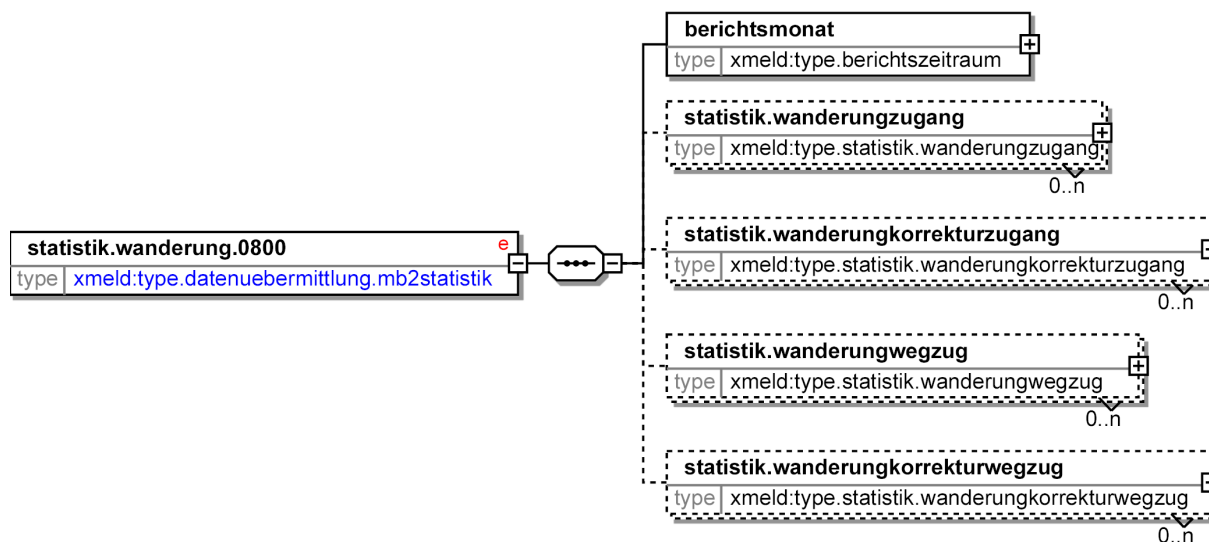 berichtsmonat
type xmeld:type.berichtszeitraum
statistik.wanderungzugang
type xmeld:type.statistik.wanderungzugang
0..n
statistik.wanderungkorrekturzugang
type xmeld:type.statistik.wanderungkorrekturzugang
0..n
statistik.wanderung.0800 e
type xmeld:type.datenuebermittlung.mb2statistik
statistik.wanderungwegzug
type xmeld:type.statistik.wanderungwegzug
0..n
statistik.wanderungkorrekturwegzug
type xmeld:type.statistik.wanderungkorrekturwegzug
0..n